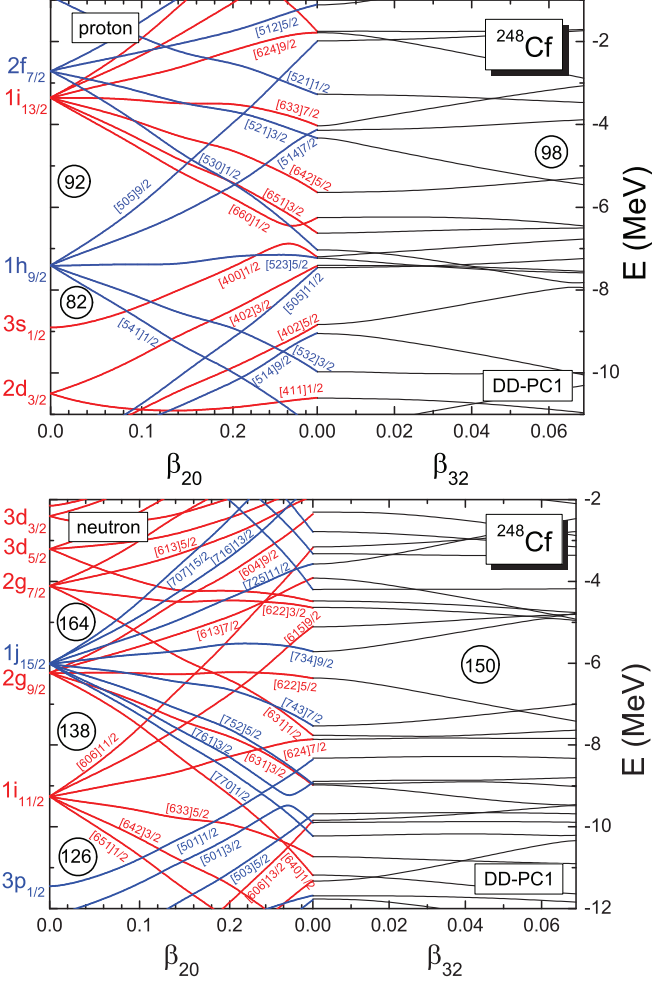 proton
²⁴⁸Cf
[512]5/2
[624]9/2
[521]1/2
[633]7/2
[521]3/2
[514]7/2
[530]1/2
[642]5/2
[651]3/2
[660]1/2
[505]9/2
[523]5/2
[400]1/2
[505]11/2
[402]3/2
[402]5/2
[541]1/2
[532]3/2
[514]9/2
[411]1/2
92
82
98
2f₇/₂
1i₁₃/₂
1h₉/₂
3s₁/₂
2d₃/₂
-2
-4
-6
-8
-10
E (MeV)
DD-PC1
0.0 0.1 0.2 0.00 0.02 0.04 0.06
β₂₀ β₃₂
neutron
²⁴⁸Cf
[613]5/2
[707]15/2
[716]13/2
[604]9/2
[725]11/2
[622]3/2
[615]9/2
[613]7/2
[734]9/2
[622]5/2
[743]7/2
[631]1/2
[752]5/2
[761]3/2
[631]3/2
[624]7/2
[606]11/2
[770]1/2
[633]5/2
[642]3/2
[651]1/2
[501]1/2
[501]3/2
[503]5/2
[606]13/2
[640]1/2
164
138
126
150
3d₃/₂
3d₅/₂
2g₇/₂
1j₁₅/₂
2g₉/₂
1i₁₁/₂
3p₁/₂
-2
-4
-6
-8
-10
-12
E (MeV)
DD-PC1
0.0 0.1 0.2 0.00 0.02 0.04 0.06
β₂₀ β₃₂